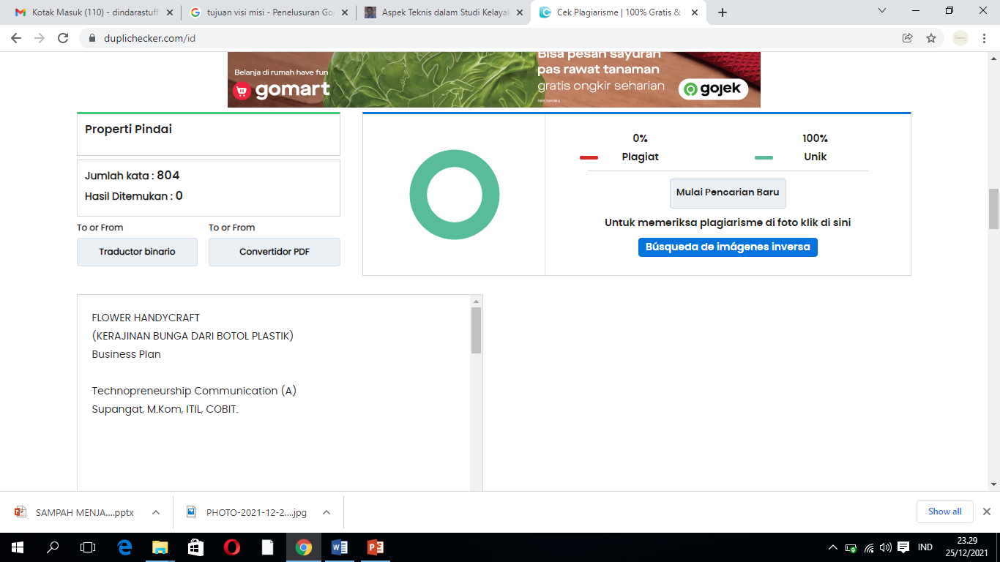 Kotak Masuk (110) - dindarastuffi
tujuan visi misi - Penelusuran Goo
Aspek Teknis dalam Studi Kelayak
Cek Plagiarisme | 100% Gratis &
duplichecker.com/id
Belanja di rumah have fun
gomart
Bisa pesan sayuran
pas rawat tanaman
gratis ongkir seharian
gojek
Properti Pindai
Jumlah kata : 804
Hasil Ditemukan : 0
To or From
To or From
Traductor binario
Convertidor PDF
0%
100%
Plagiat
Unik
Mulai Pencarian Baru
Untuk memeriksa plagiarisme di foto klik di sini
Búsqueda de imágenes inversa
FLOWER HANDYCRAFT
(KERAJINAN BUNGA DARI BOTOL PLASTIK)
Business Plan
Technopreneurship Communication (A)
Supangat, M.Kom, ITIL, COBIT.
SAMPAH MENJA....pptx
PHOTO-2021-12-2....jpg
Show all
IND
23.29
25/12/2021